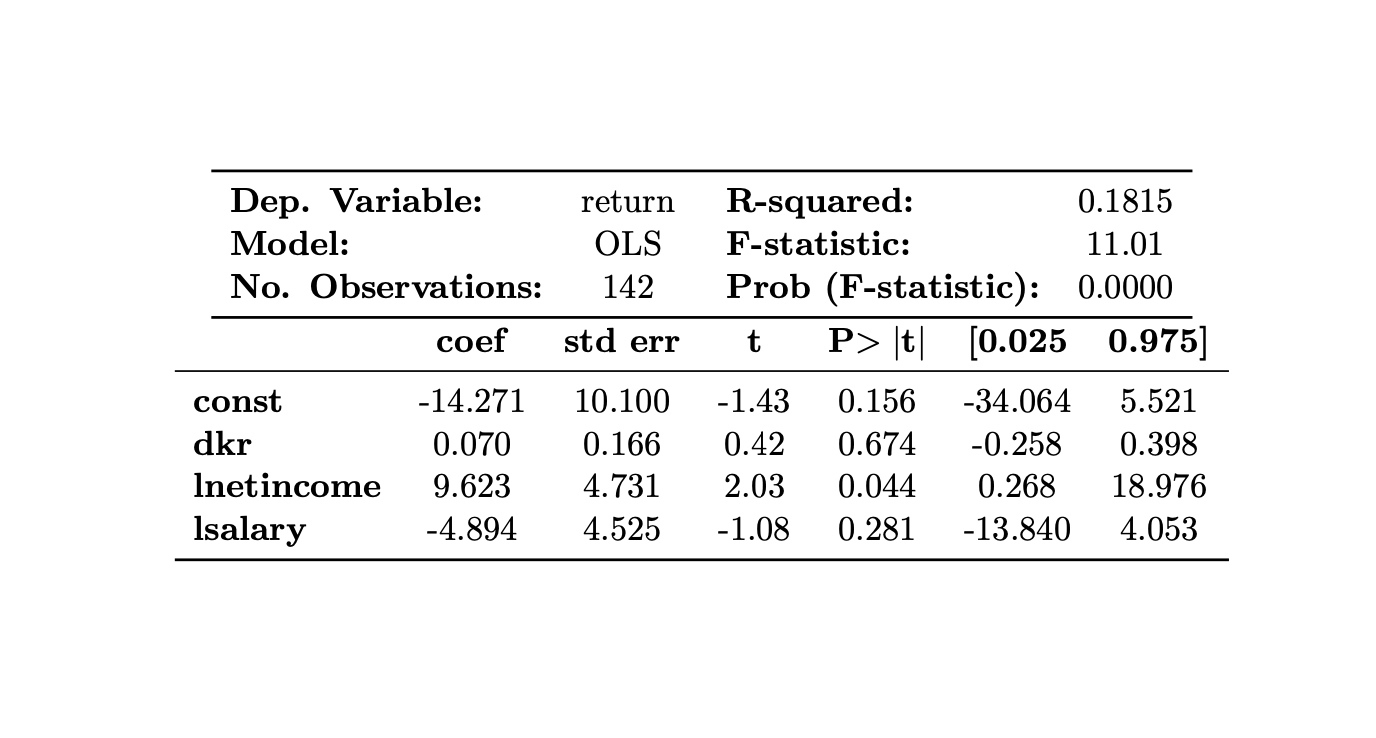 Dep. Variable: return R-squared: 0.1815
Model: OLS F-statistic: 11.01
No. Observations: 142 Prob (F-statistic): 0.0000
coef std err t P> |t| [0.025 0.975]
const -14.271 10.100 -1.43 0.156 -34.064 5.521
dkr 0.070 0.166 0.42 0.674 -0.258 0.398
lnetincome 9.623 4.731 2.03 0.044 0.268 18.976
lsalary -4.894 4.525 -1.08 0.281 -13.840 4.053